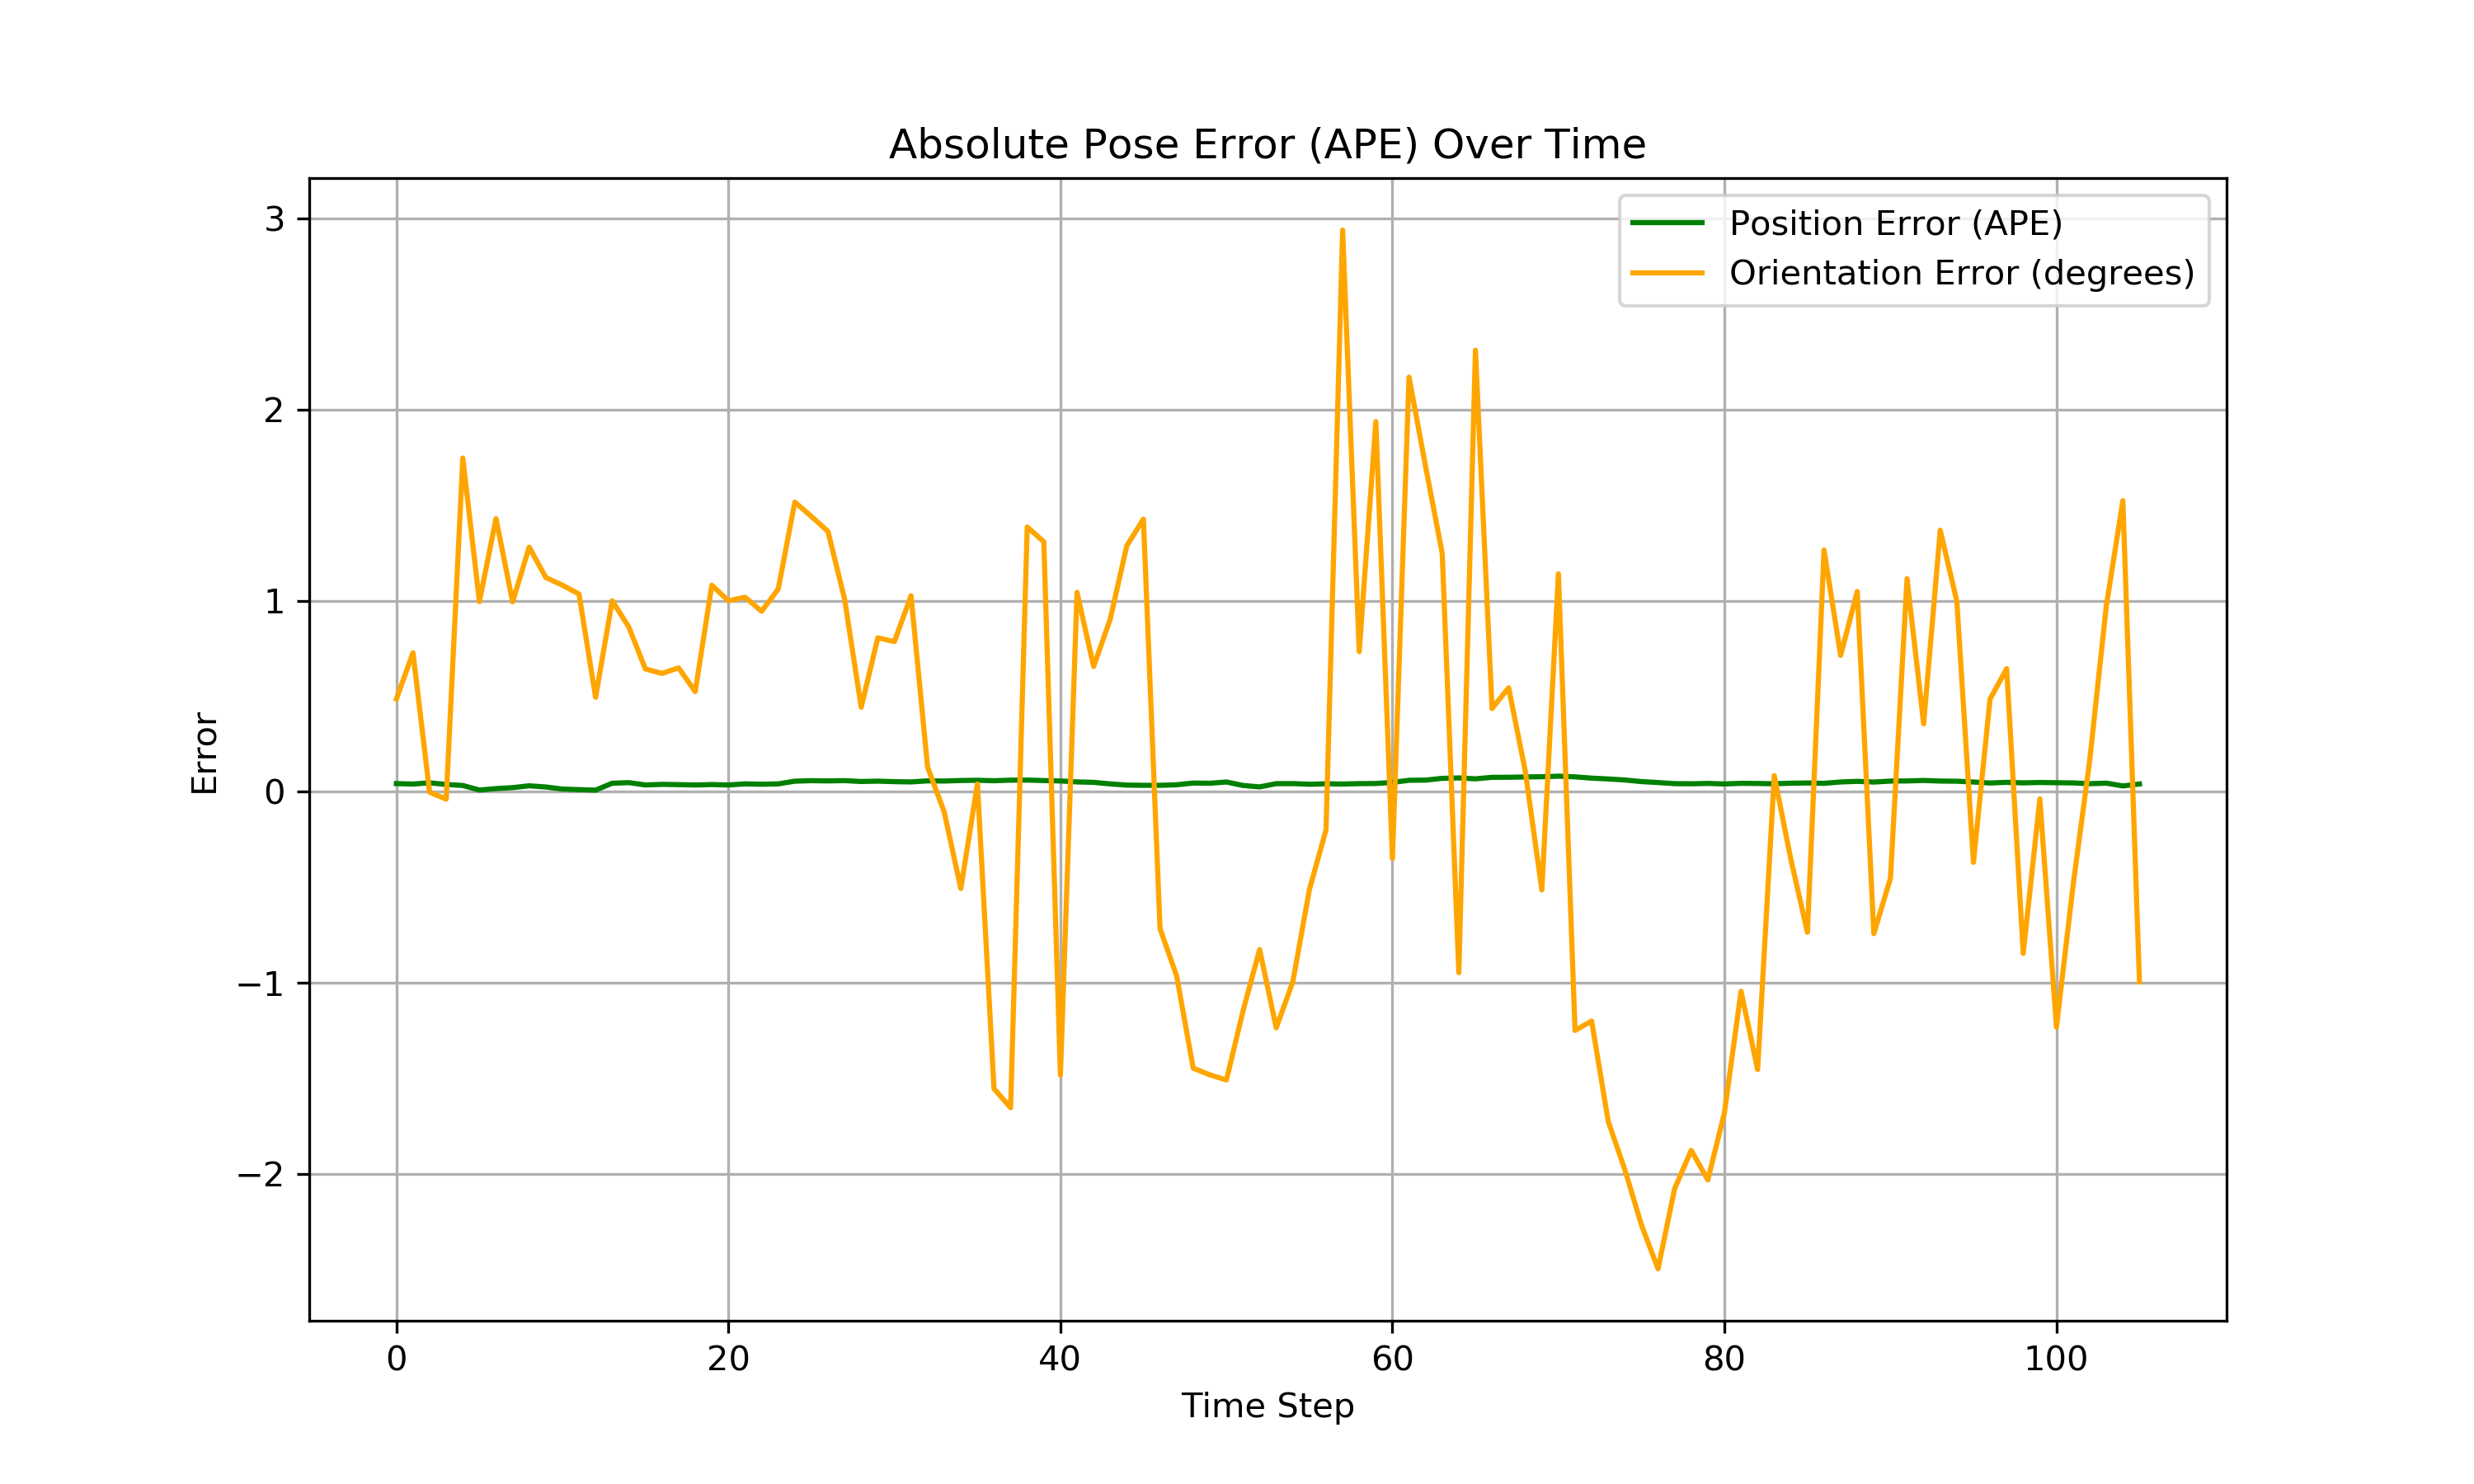 Absolute Pose Error (APE) Over Time
Position Error (APE)
Orientation Error (degrees)
3
2
1
0
−1
−2
Error
0
20
40
60
80
100
Time Step